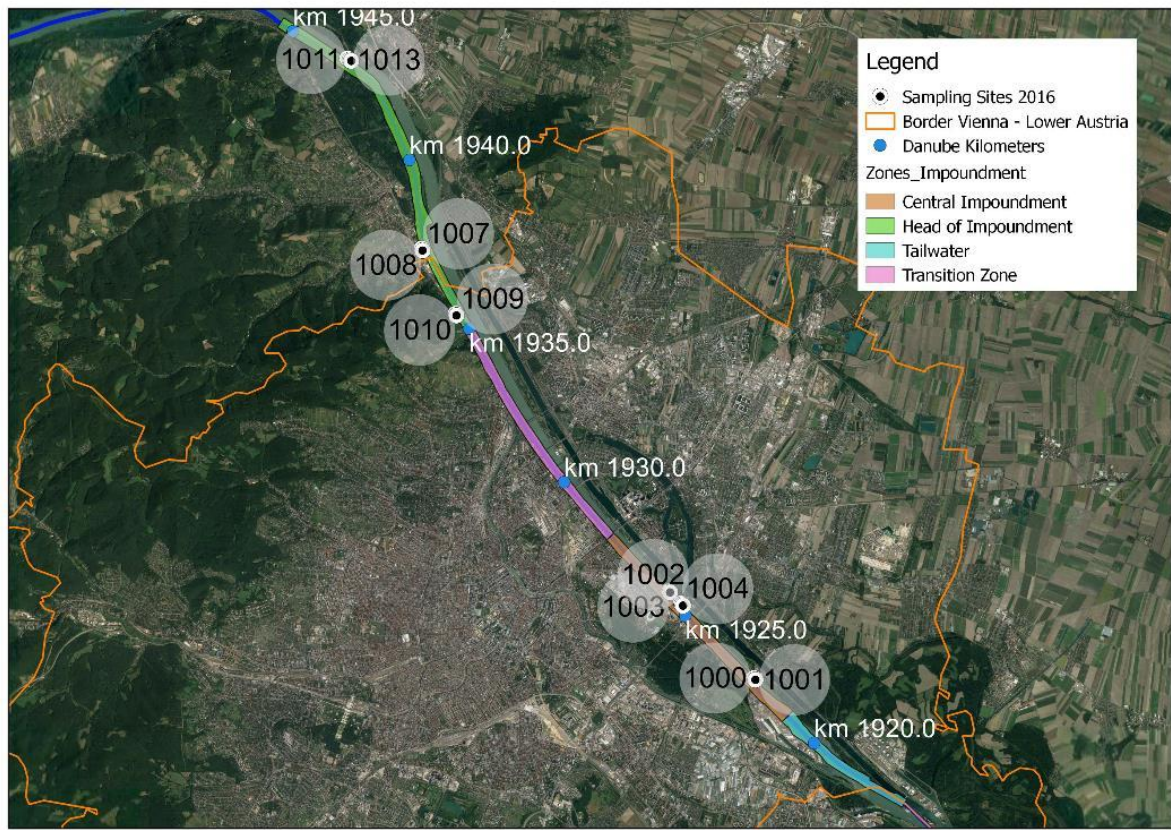 km 1945.0
1011 1013
km 1940.0
1007
1008
1009
1010
km 1935.0
km 1930.0
1002
1004
1003
km 1925.0
1000 1001
km 1920.0
Legend
Sampling Sites 2016
Border Vienna - Lower Austria
Danube Kilometers
Zones_Impoundment
Central Impoundment
Head of Impoundment
Tailwater
Transition Zone